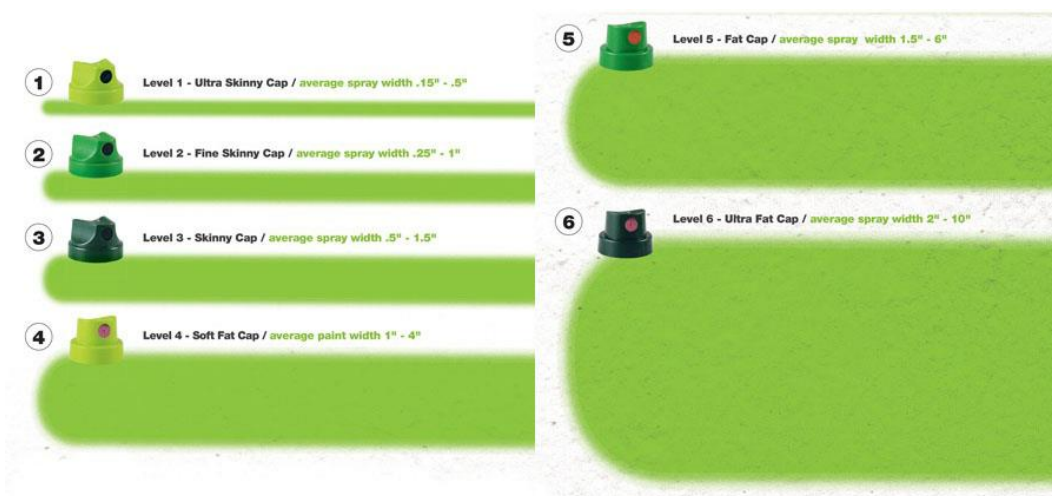 1
Level 1 - Ultra Skinny Cap / average spray width .15" - .5"
2
Level 2 - Fine Skinny Cap / average spray width .25" - 1"
3
Level 3 - Skinny Cap / average spray width .5" - 1.5"
4
Level 4 - Soft Fat Cap / average paint width 1" - 4"
5
Level 5 - Fat Cap / average spray width 1.5" - 6"
6
Level 6 - Ultra Fat Cap / average spray width 2" - 10"